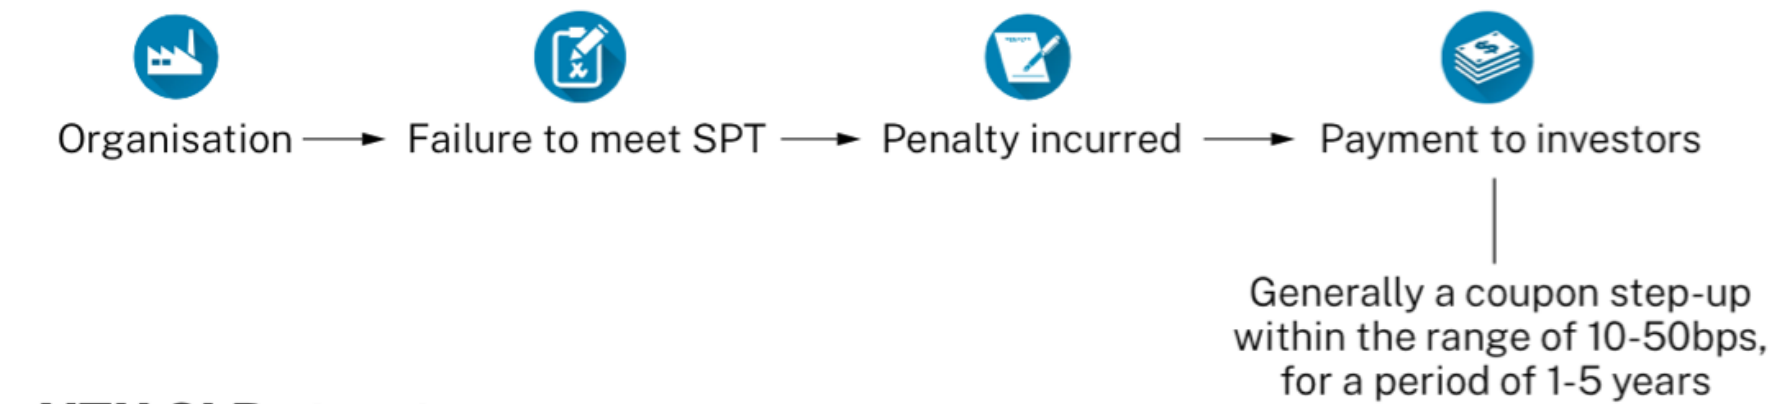 Organisation Failure to meet SPT Penalty incurred Payment to investors
Generally a coupon step-up
within the range of 10-50bps,
for a period of 1-5 years